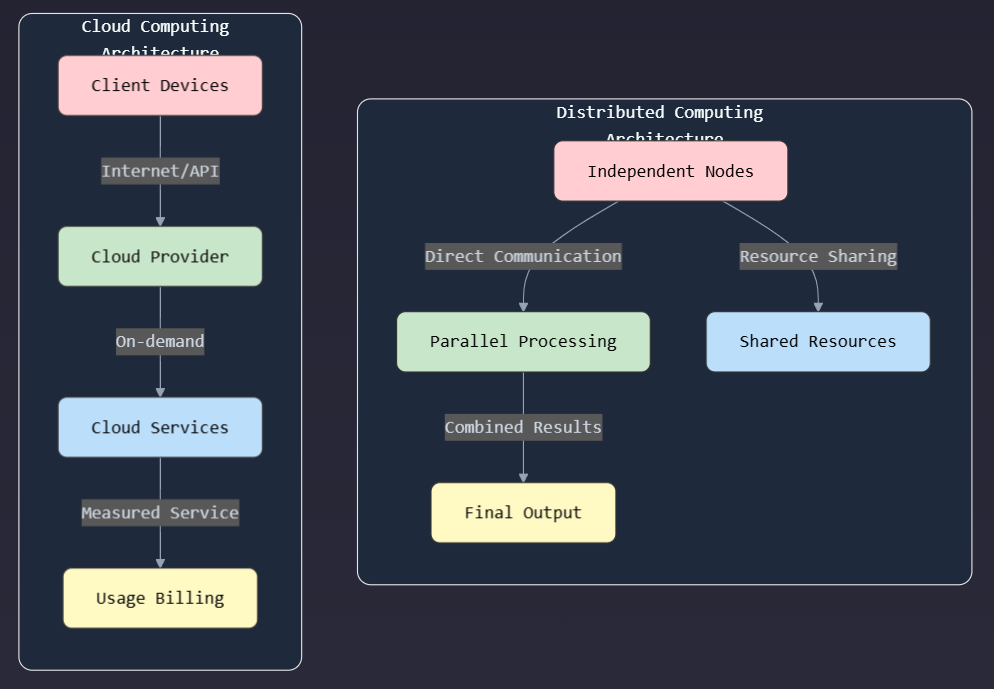 Cloud Computing
Architecture
Client Devices
Internet/API
Cloud Provider
On-demand
Cloud Services
Measured Service
Usage Billing
Distributed Computing
Architecture
Independent Nodes
Direct Communication
Resource Sharing
Parallel Processing
Shared Resources
Combined Results
Final Output